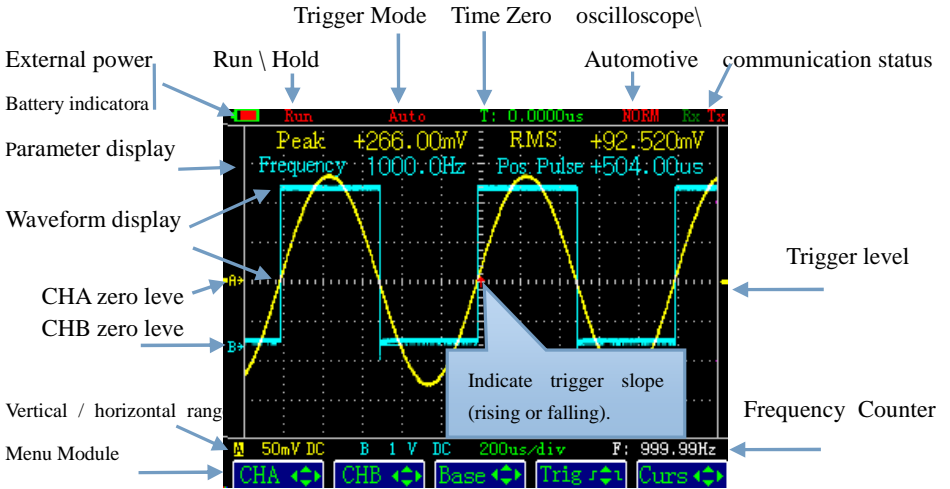 Trigger Mode Time Zero oscilloscope\
External power Run \ Hold Automotive communication status
Battery indicatora
Run Auto T: 0.0000us NORM Rx Tx
Parameter display
Peak +266.00mV RMS +92.520mV
Frequency 1000.0Hz Pos Pulse +504.00us
Waveform display
Trigger level
A
CHA zero leve
CHB zero leve
B
Indicate trigger slope
(rising or falling).
Vertical / horizontal rang
Frequency Counter
A 50mV DC B 1 V DC 200us/div F: 999.99Hz
Menu Module
CHA CHB Base Trig Curs